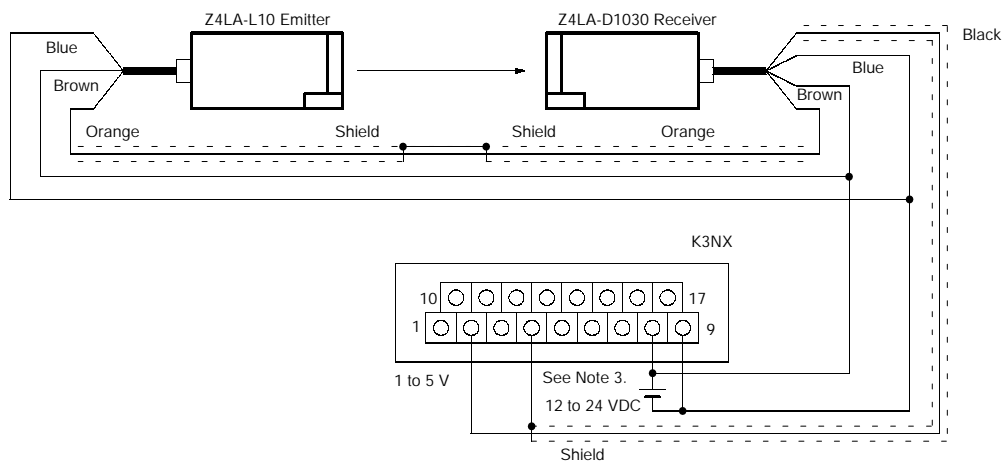 Z4LA-L10 Emitter
Z4LA-D1030 Receiver
Black
Blue
Blue
Brown
Brown
Orange
Shield
Shield
Orange
K3NX
10
17
1
9
1 to 5 V
See Note 3.
12 to 24 VDC
Shield